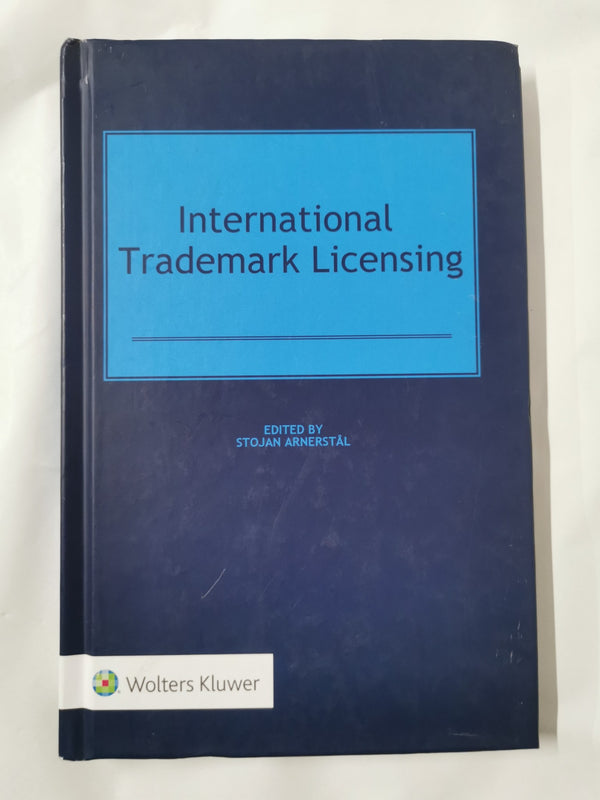 International
Trademark Licensing
EDITED BY
STOJAN ARNERSTÅL
Wolters Kluwer